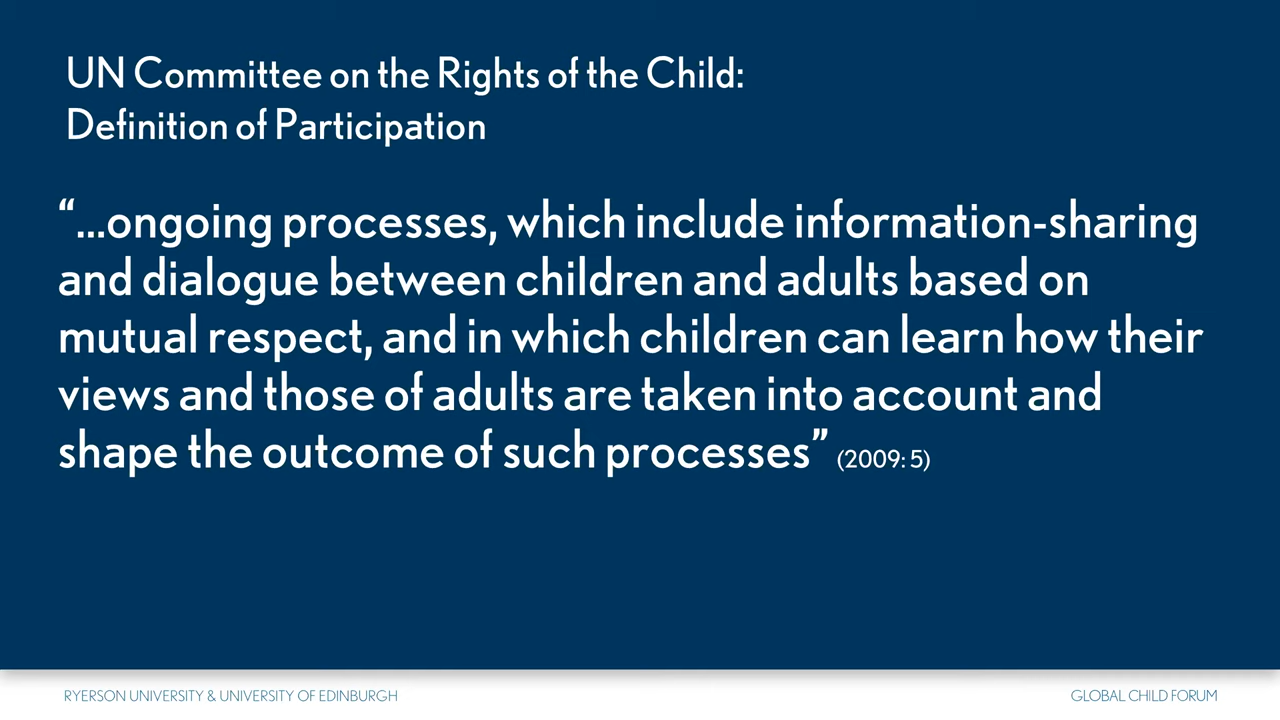 UN Committee on the Rights of the Child:
Definition of Participation
“...ongoing processes, which include information-sharing
and dialogue between children and adults based on
mutual respect, and in which children can learn how their
views and those of adults are taken into account and
shape the outcome of such processes” (2009: 5)
RYERSON UNIVERSITY & UNIVERSITY OF EDINBURGH
GLOBAL CHILD FORUM